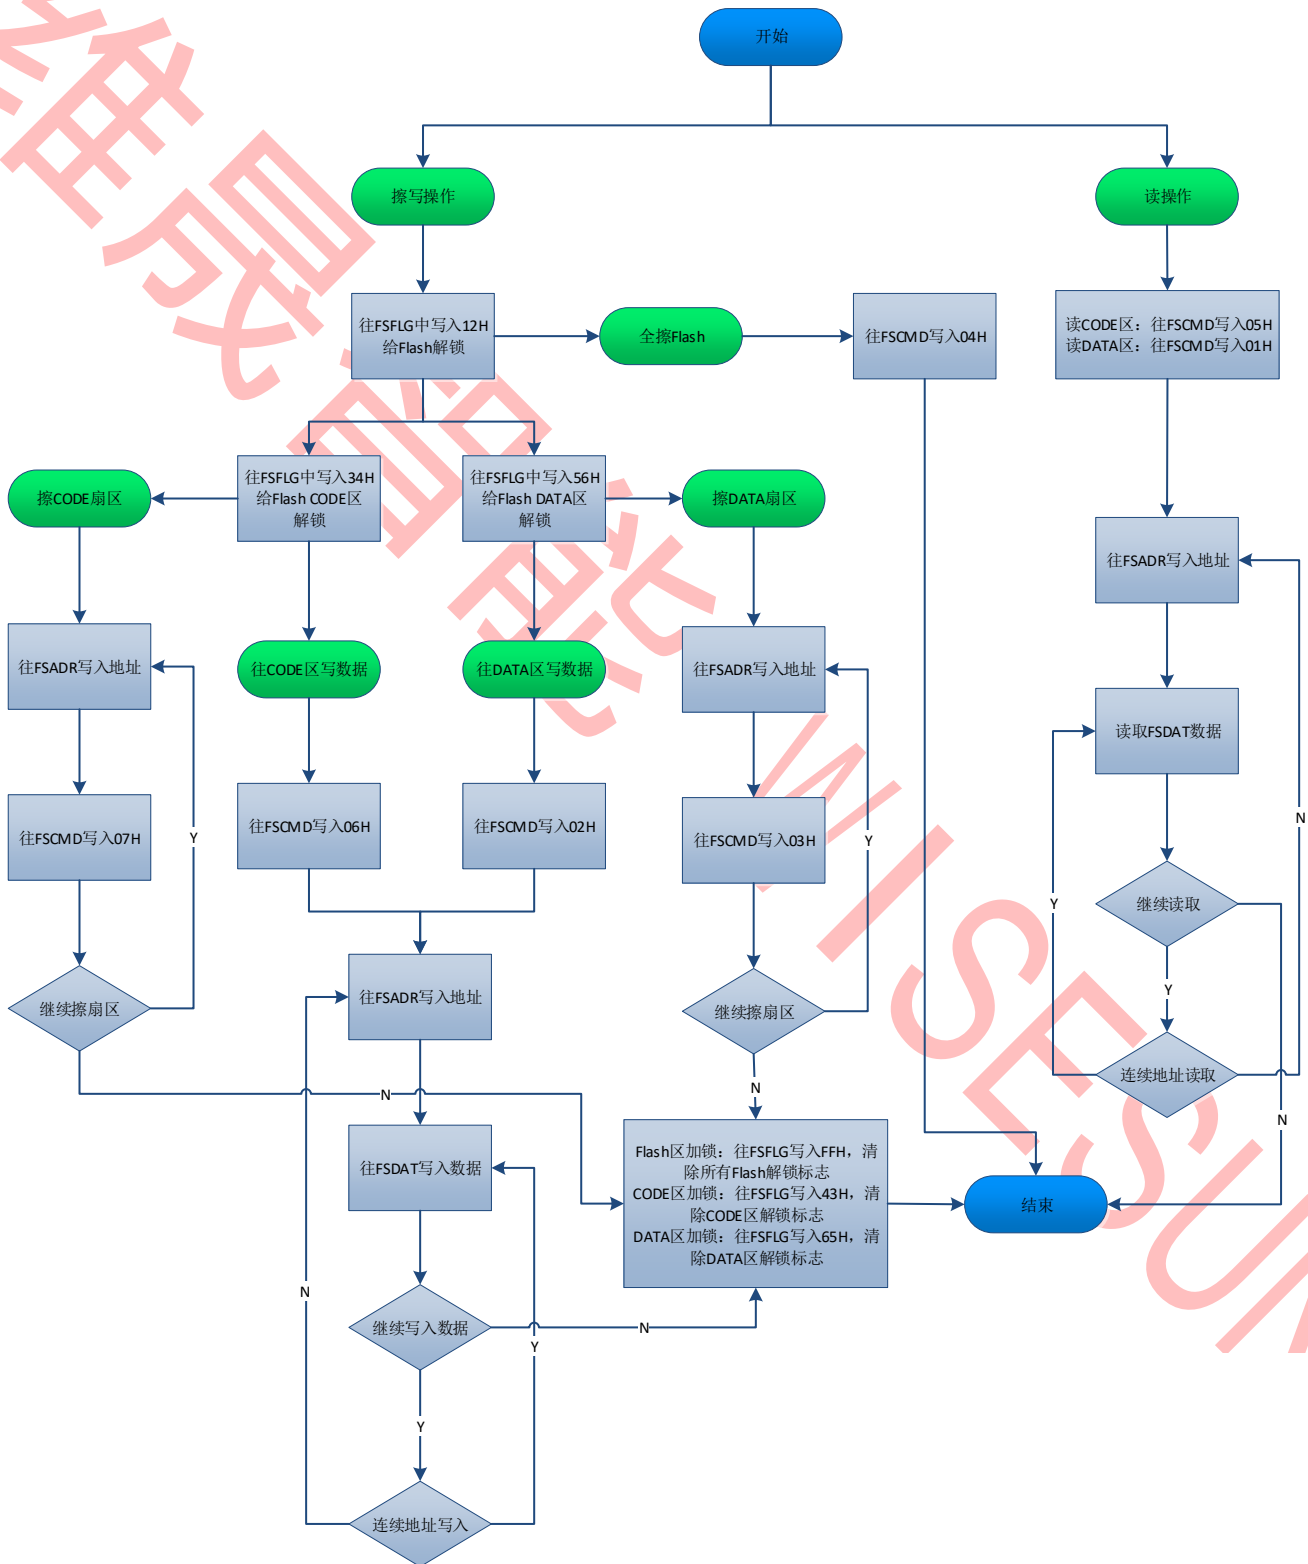 开始
擦写操作
读操作
往FSFLG中写入12H
给Flash解锁
全擦Flash
往FSCMD写入04H
读CODE区：往FSCMD写入05H
读DATA区：往FSCMD写入01H
擦CODE扇区
往FSFLG中写入34H
给Flash CODE区
解锁
往FSFLG中写入56H
给Flash DATA区
解锁
擦DATA扇区
往FSADR写入地址
往FSADR写入地址
往CODE区写数据
往DATA区写数据
往FSADR写入地址
读取FSDAT数据
往FSCMD写入07H
Y
往FSCMD写入06H
往FSCMD写入02H
往FSCMD写入03H
Y
N
继续读取
Y
Y
继续擦扇区
往FSADR写入地址
继续擦扇区
连续地址读取
N
N
N
往FSDAT写入数据
Flash区加锁：往FSFLG写入FFH，清
除所有Flash解锁标志
CODE区加锁：往FSFLG写入43H，清
除CODE区解锁标志
DATA区加锁：往FSFLG写入65H，清
除DATA区解锁标志
结束
N
继续写入数据
N
Y
Y
连续地址写入
维晟智能 WISESUN